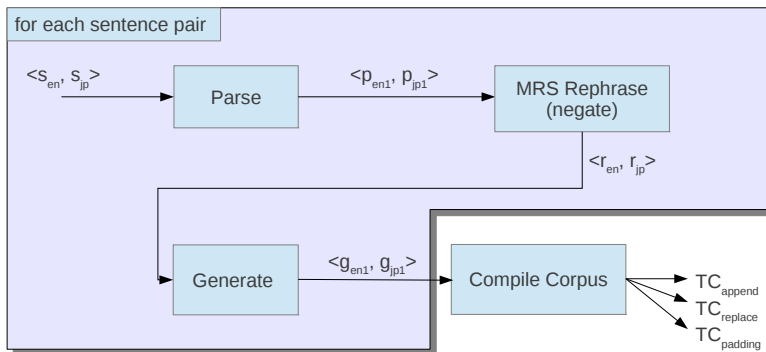 for each sentence pair
<s_en, s_jp>
Parse
<p_en1, p_jp1>
MRS Rephrase
(negate)
<r_en, r_jp>
Generate
<g_en1, g_jp1>
Compile Corpus
TC_append
TC_replace
TC_padding